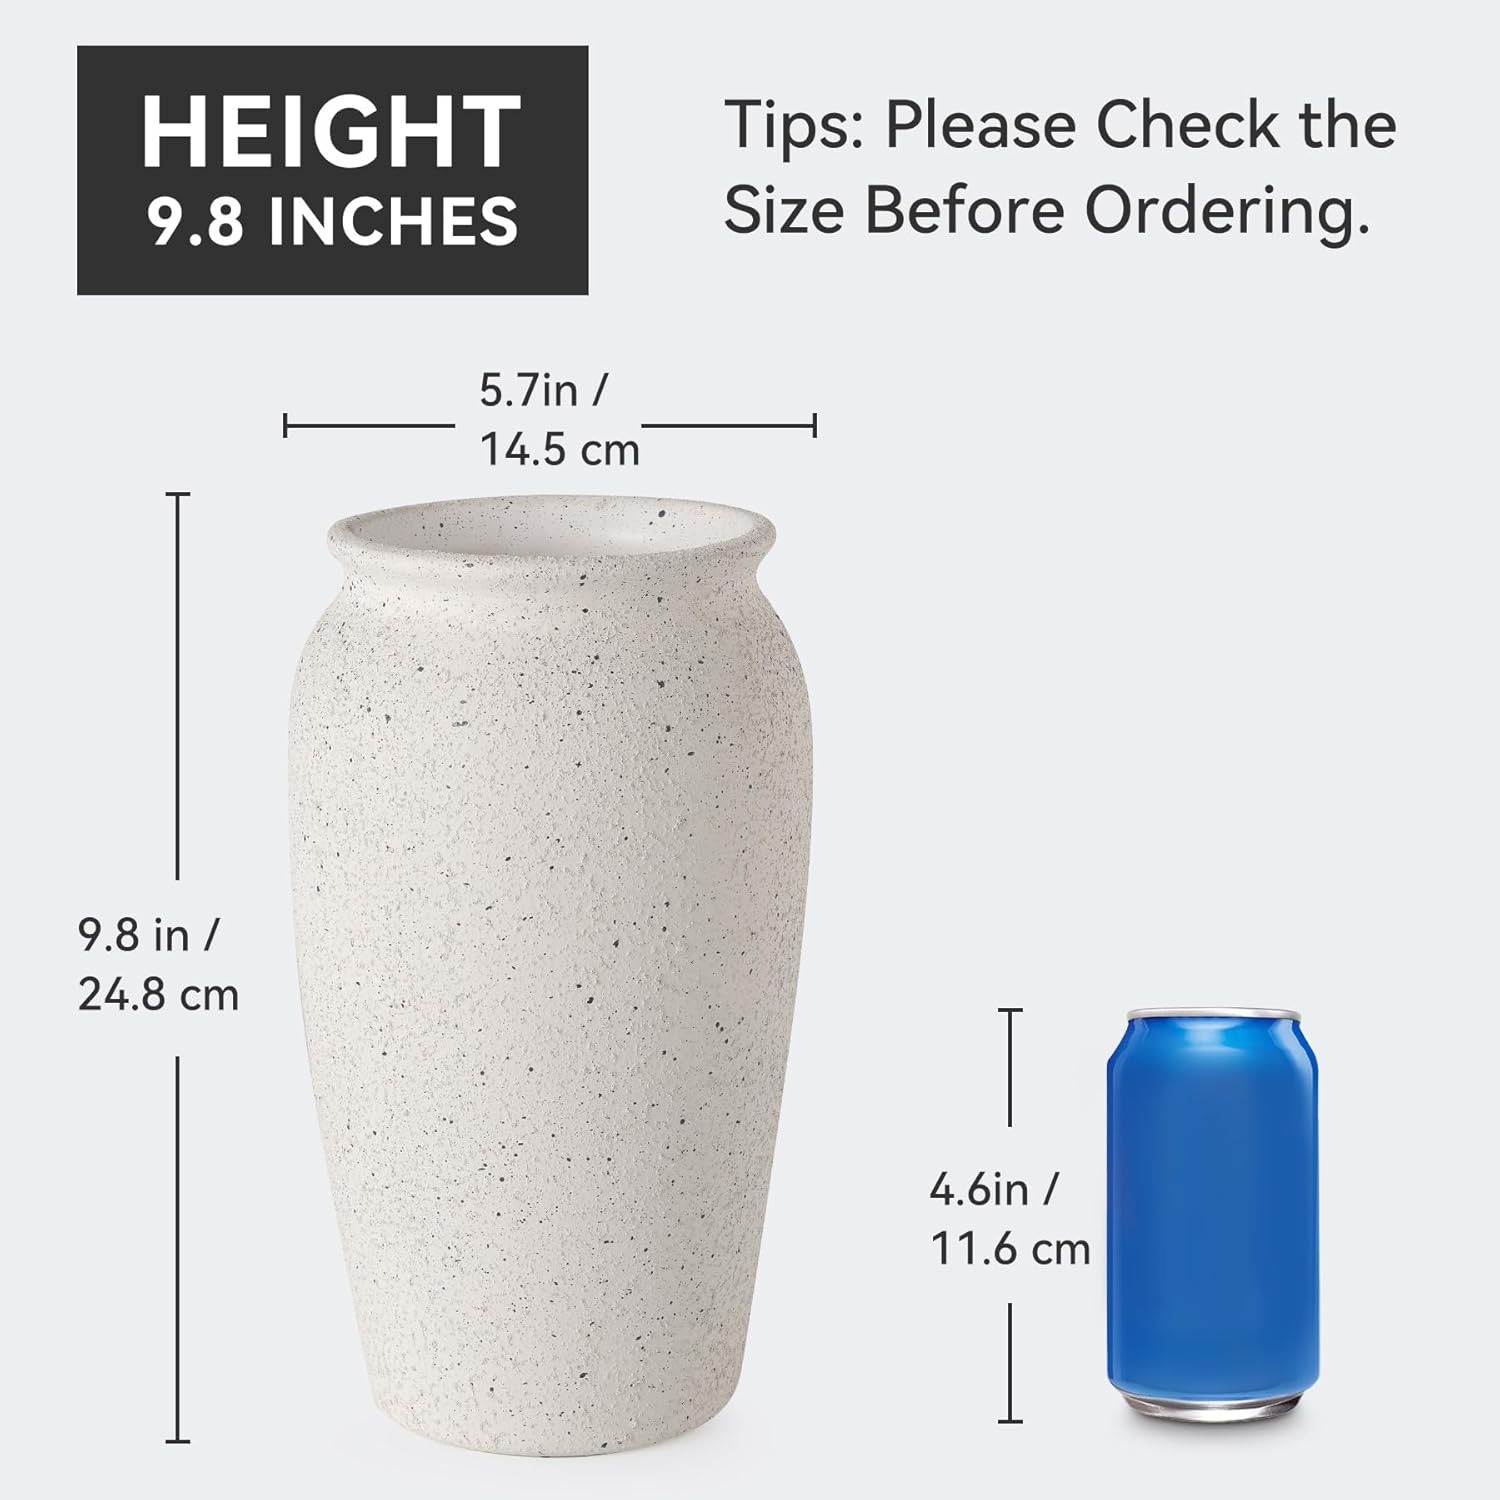 HEIGHT
9.8 INCHES
Tips: Please Check the
Size Before Ordering.
5.7in /
14.5 cm
9.8 in /
24.8 cm
4.6in /
11.6 cm